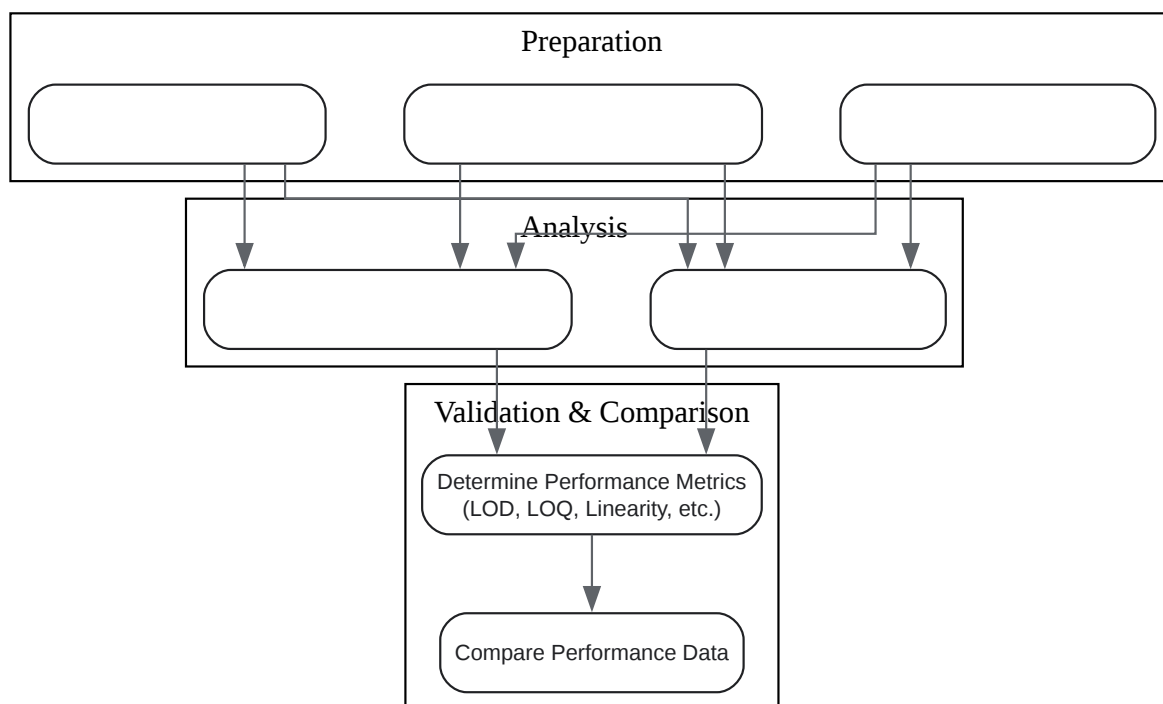 Preparation
Analysis
Validation & Comparison
Determine Performance Metrics
(LOD, LOQ, Linearity, etc.)
Compare Performance Data